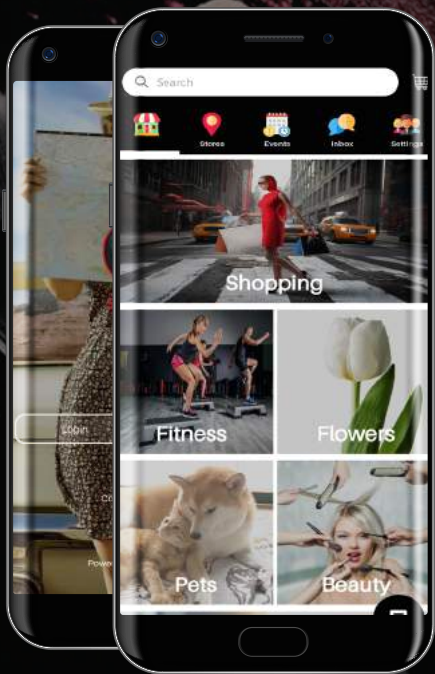 Search
Stores
Events
Inbox
Settings
Shopping
Fitness
Flowers
Pets
Beauty
Login